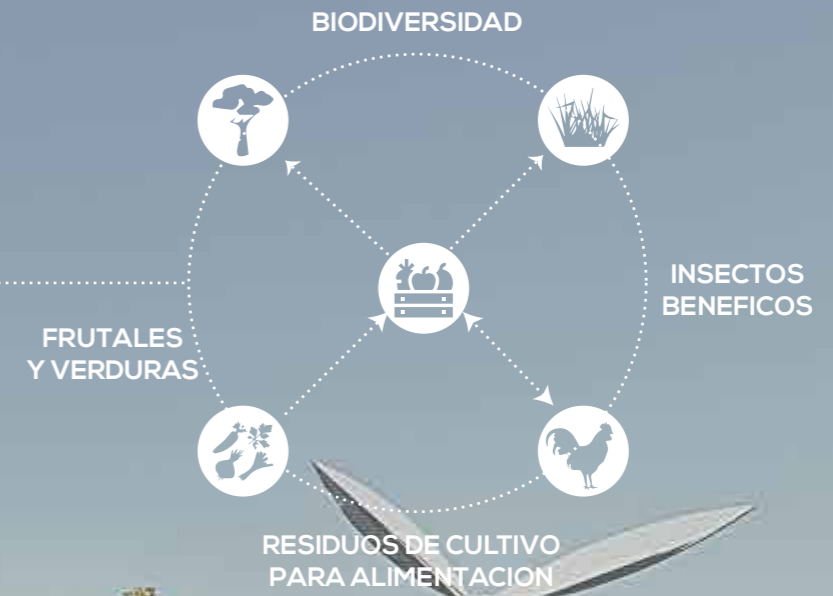 BIODIVERSIDAD
INSECTOS
BENEFICOS
FRUTALES
Y VERDURAS
RESIDUOS DE CULTIVO
PARA ALIMENTACION